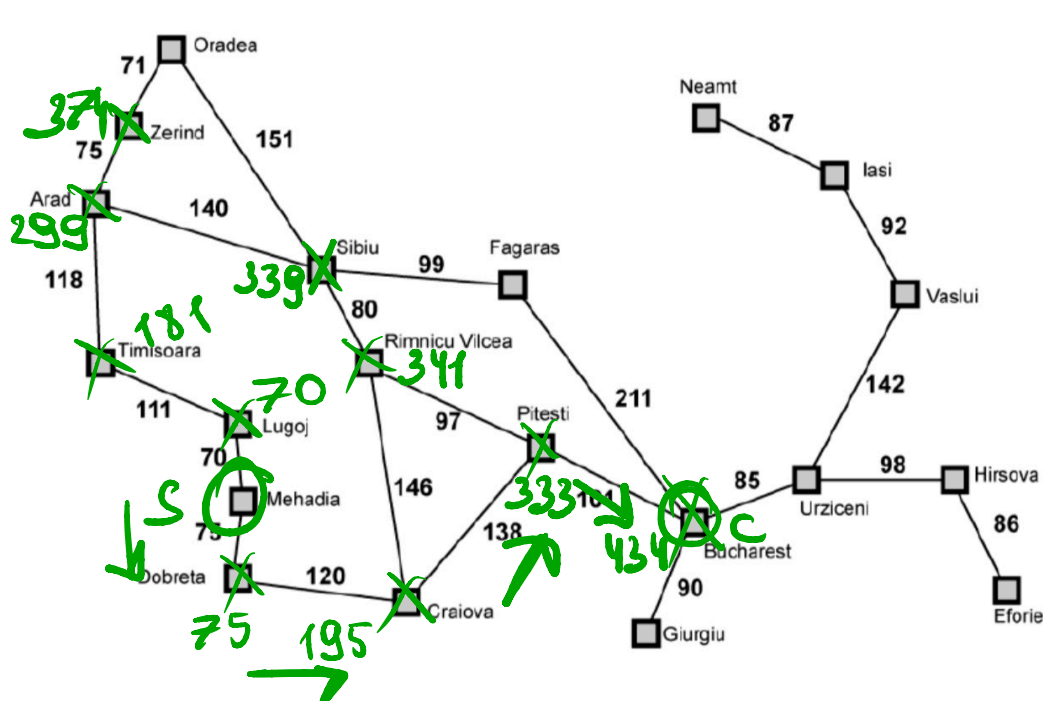 Oradea
71
374
Zerind
75
151
Neamt
87
Iasi
Arad
299
140
92
Sibiu
Fagaras
339
99
118
80
Vaslui
181
Timisoara
Rimnicu Vilcea
341
142
111
70
97
211
Pitesti
Lugoj
70
S
Mehadia
146
333
101
85
98
Hirsova
Urziceni
75
138
434
C
Bucharest
86
Dobreta
120
90
Craiova
75
195
Giurgiu
Eforie